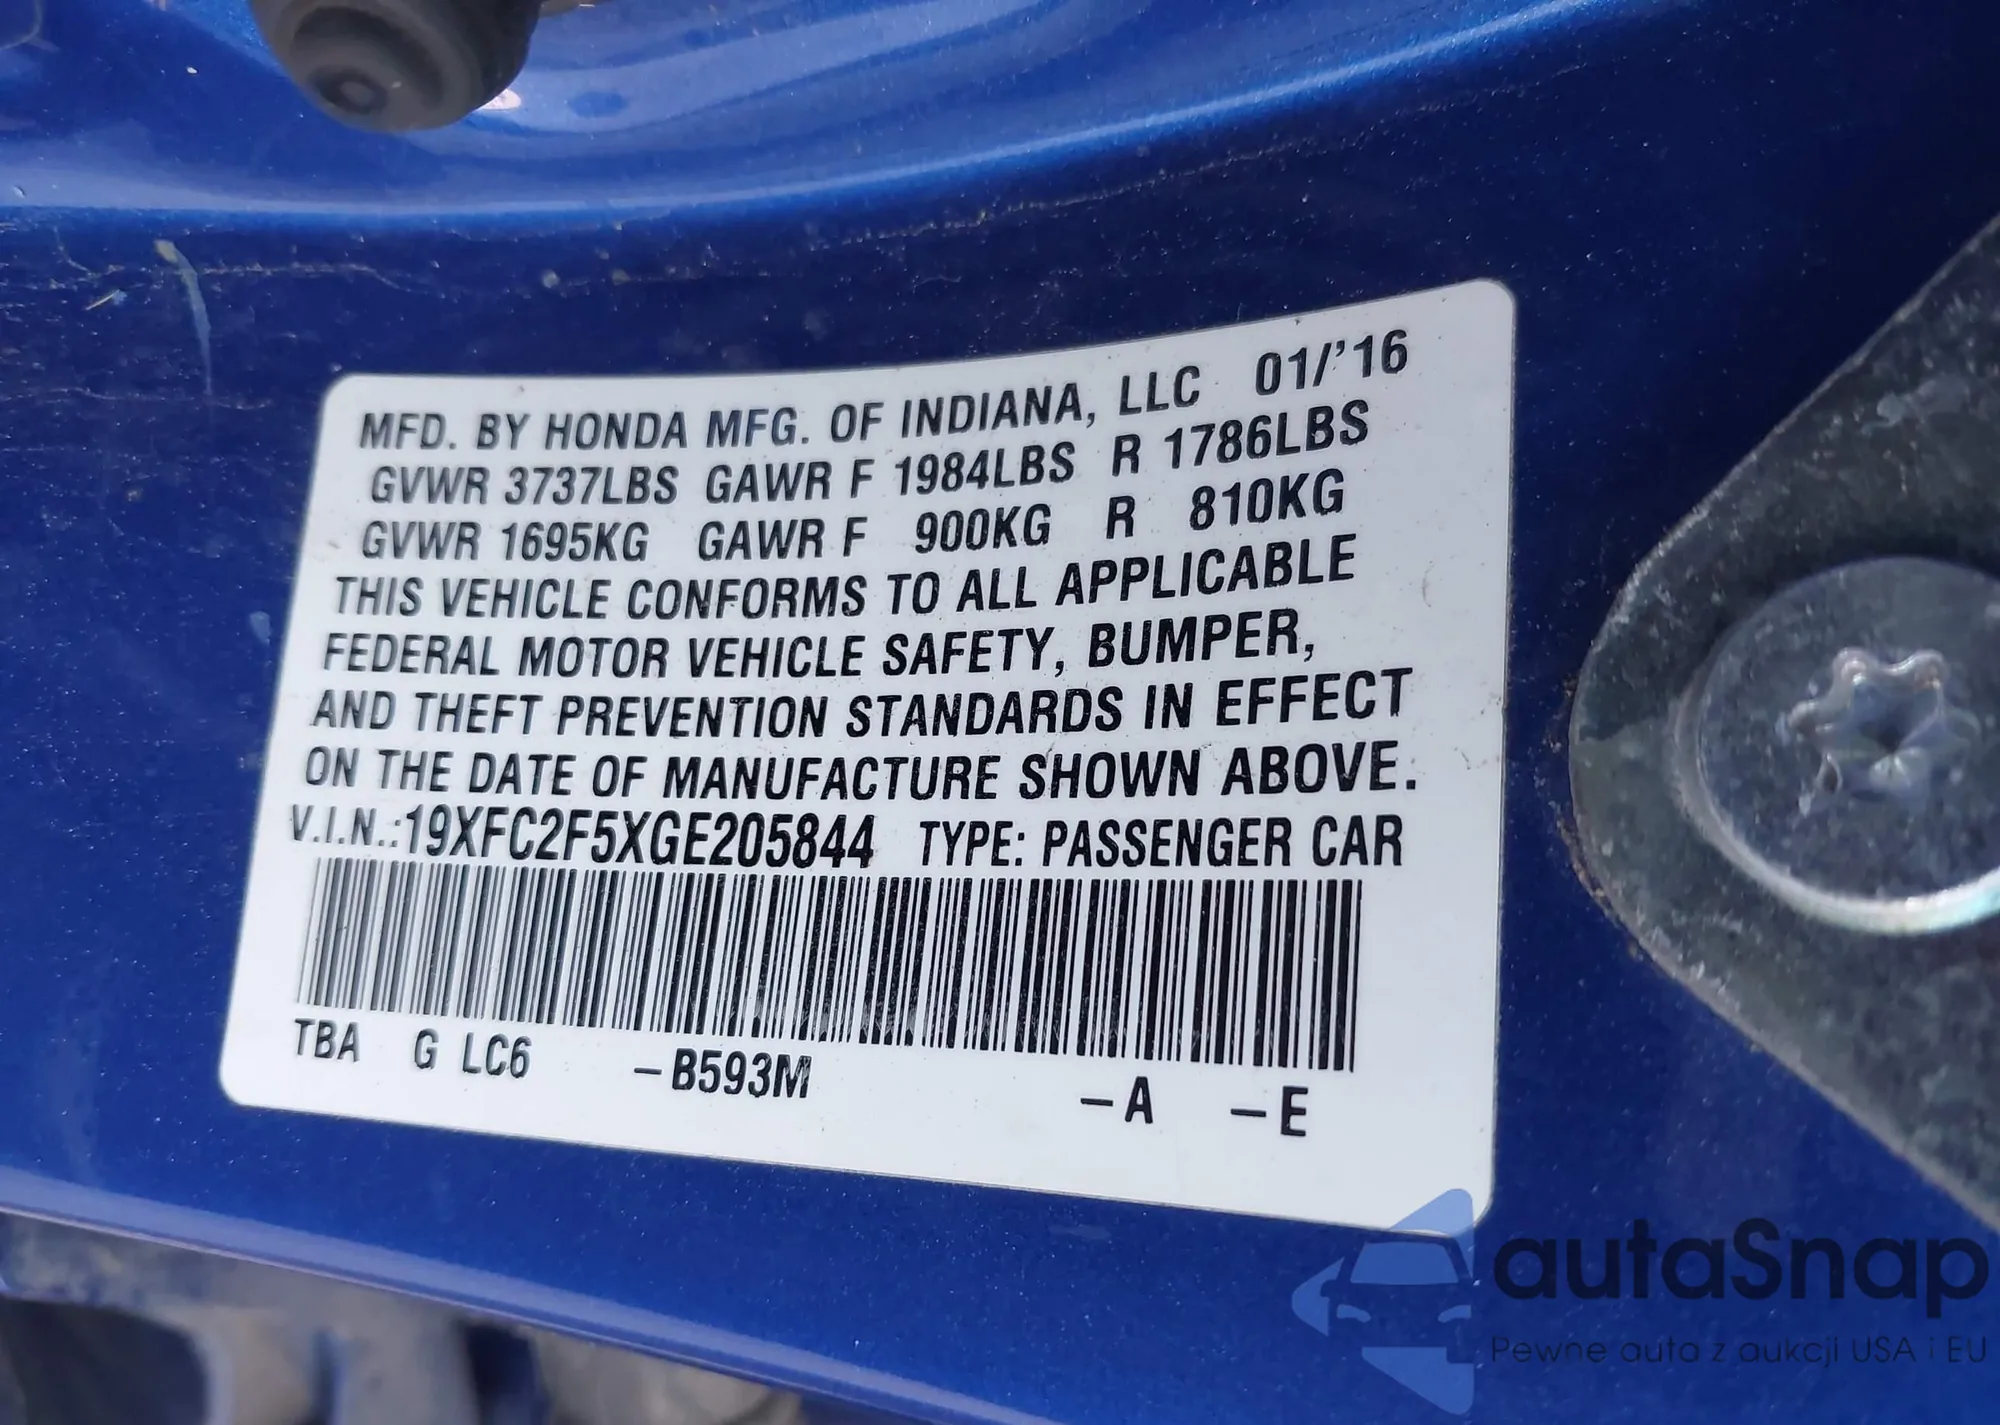 MFD. BY HONDA MFG. OF INDIANA, LLC 01/'16
GVWR 3737LBS GAWR F 1984LBS R 1786LBS
GVWR 1695KG GAWR F 900KG R 810KG
THIS VEHICLE CONFORMS TO ALL APPLICABLE
FEDERAL MOTOR VEHICLE SAFETY, BUMPER,
AND THEFT PREVENTION STANDARDS IN EFFECT
ON THE DATE OF MANUFACTURE SHOWN ABOVE.
V.I.N.:19XFC2F5XGE205844 TYPE: PASSENGER CAR
TBA G LC6 –B593M –A –E
autaSnap
Pewne auta z aukcji USA i EU